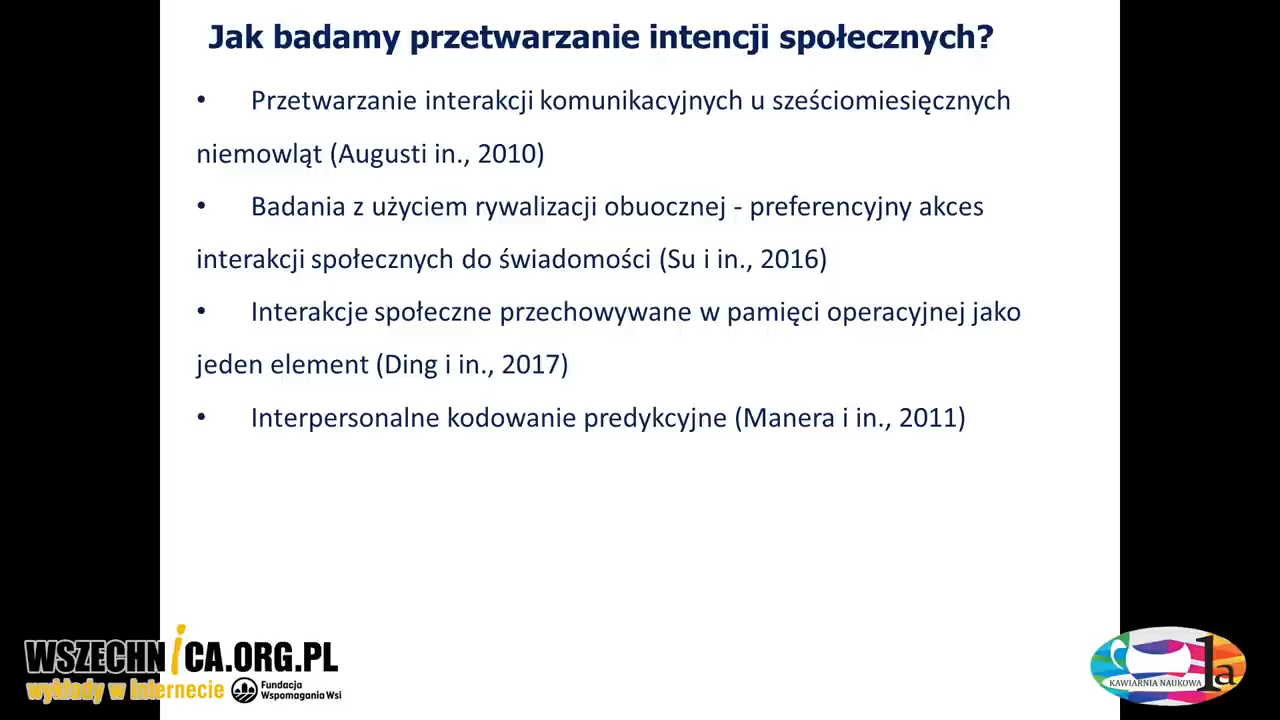 Jak badamy przetwarzanie intencji społecznych?
• Przetwarzanie interakcji komunikacyjnych u sześciomiesięcznych
niemowląt (Augusti in., 2010)
• Badania z użyciem rywalizacji obuocznej - preferencyjny akces
interakcji społecznych do świadomości (Su i in., 2016)
• Interakcje społeczne przechowywane w pamięci operacyjnej jako
jeden element (Ding i in., 2017)
• Interpersonalne kodowanie predykcyjne (Manera i in., 2011)
WSZECHNiCA.ORG.PL
wykłady w Internecie
Fundacja
Wspomagania Wsi
KAWIARNIA NAUKOWA 1a